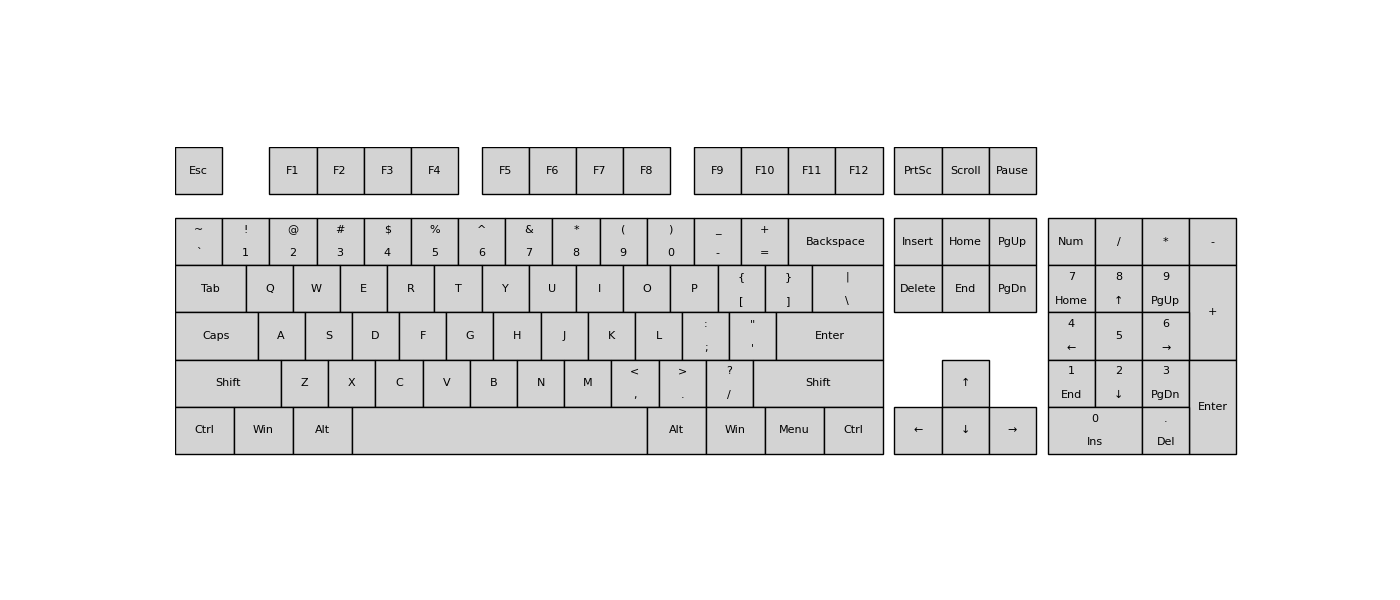 Esc F1 F2 F3 F4 F5 F6 F7 F8 F9 F10 F11 F12 PrtSc Scroll Pause
~ ! @ # $ % ^ & * ( ) _ +
` 1 2 3 4 5 6 7 8 9 0 - = Backspace Insert Home PgUp Num / * -
Tab Q W E R T Y U I O P { } |
[ ] \ Delete End PgDn
7 8 9
Home ↑ PgUp +
Caps A S D F G H J K L : "
; ' Enter
4 5 6
← →
Shift Z X C V B N M < > ?
, . / Shift ↑
1 2 3
End ↓ PgDn Enter
Ctrl Win Alt Alt Win Menu Ctrl ← ↓ →
0 .
Ins Del